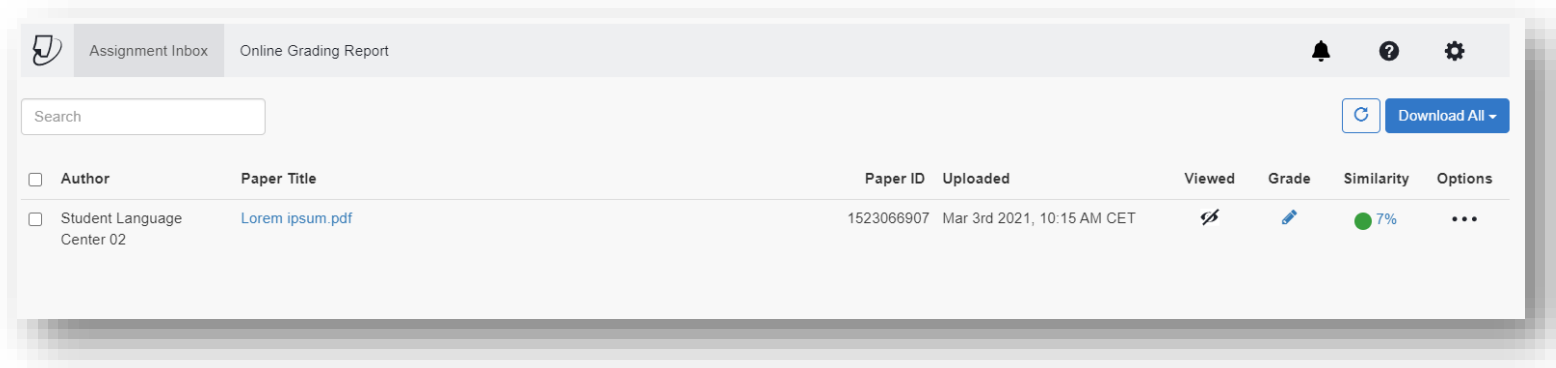 Assignment Inbox Online Grading Report
Search
Download All
Author Paper Title Paper ID Uploaded Viewed Grade Similarity Options
Student Language Lorem ipsum.pdf 1523066907 Mar 3rd 2021, 10:15 AM CET 7%
Center 02